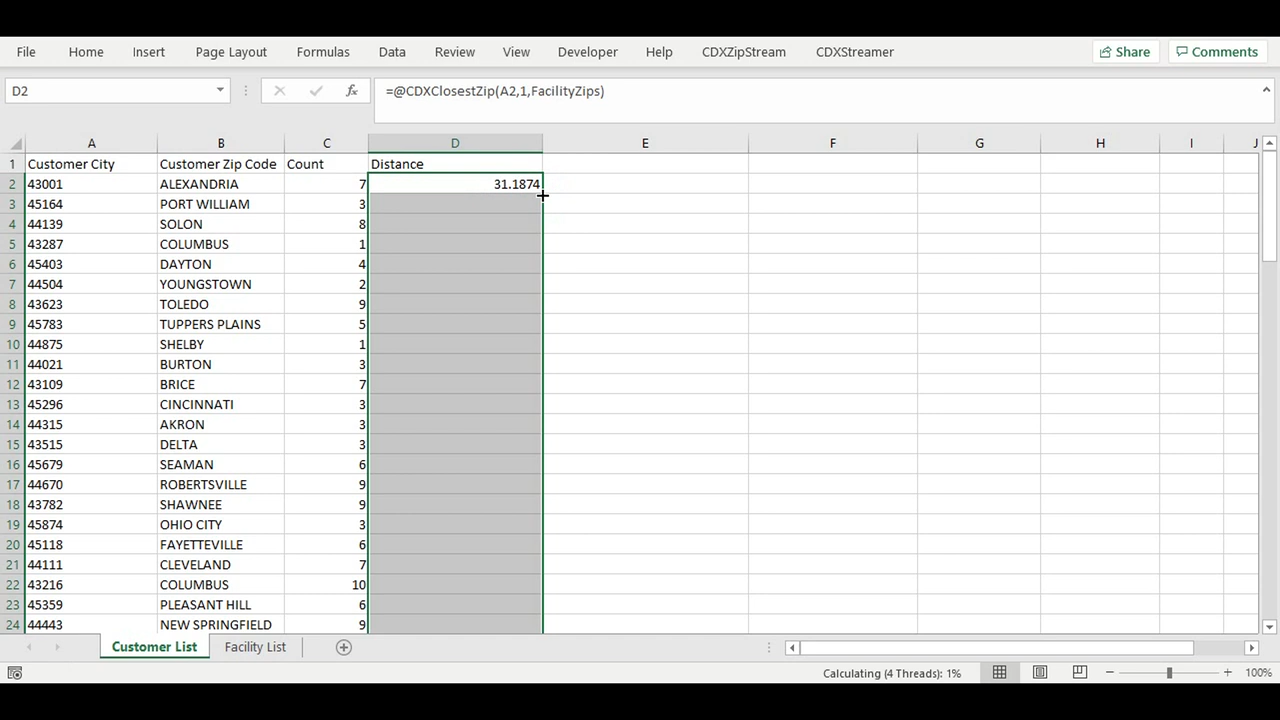 File Home Insert Page Layout Formulas Data Review View Developer Help CDXZipStream CDXStreamer Share Comments
D2 fx =@CDXClosestZip(A2,1,FacilityZips)
A B C D E F G H I J
1 Customer City Customer Zip Code Count Distance
2 43001 ALEXANDRIA 7 31.1874
3 45164 PORT WILLIAM 3
4 44139 SOLON 8
5 43287 COLUMBUS 1
6 45403 DAYTON 4
7 44504 YOUNGSTOWN 2
8 43623 TOLEDO 9
9 45783 TUPPERS PLAINS 5
10 44875 SHELBY 1
11 44021 BURTON 3
12 43109 BRICE 7
13 45296 CINCINNATI 3
14 44315 AKRON 3
15 43515 DELTA 3
16 45679 SEAMAN 6
17 44670 ROBERTSVILLE 9
18 43782 SHAWNEE 9
19 45874 OHIO CITY 3
20 45118 FAYETTEVILLE 6
21 44111 CLEVELAND 7
22 43216 COLUMBUS 10
23 45359 PLEASANT HILL 6
24 44443 NEW SPRINGFIELD 9
Customer List Facility List
Calculating (4 Threads): 1% 100%